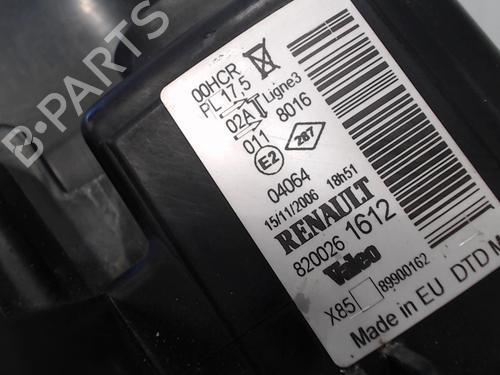 00HCR
PL 17,5
02A Ligne3
011 8016
E2 267
04064
15/11/2006 18h51
RENAULT
820026 1612
Valeo
X85 89900162
Made in EU DTD M
B-PARTS